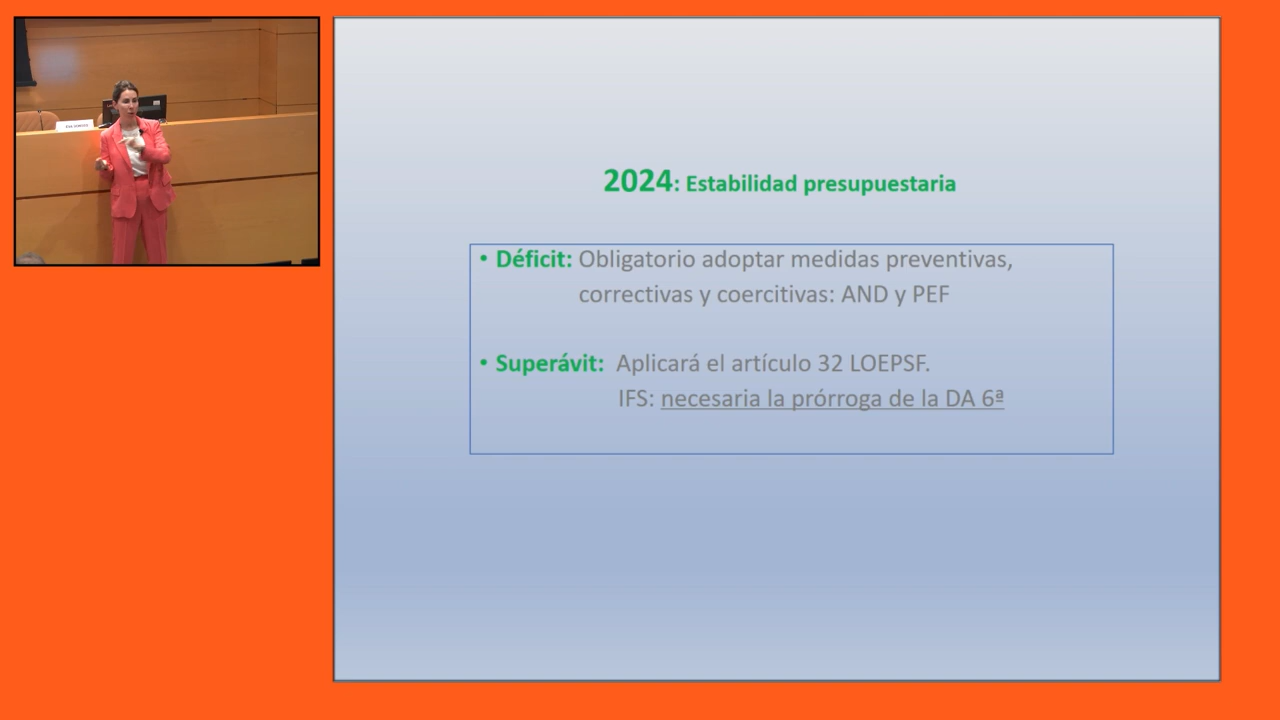 2024: Estabilidad presupuestaria
• Déficit: Obligatorio adoptar medidas preventivas,
correctivas y coercitivas: AND y PEF
• Superávit: Aplicará el artículo 32 LOEPSF.
IFS: necesaria la prórroga de la DA 6ª